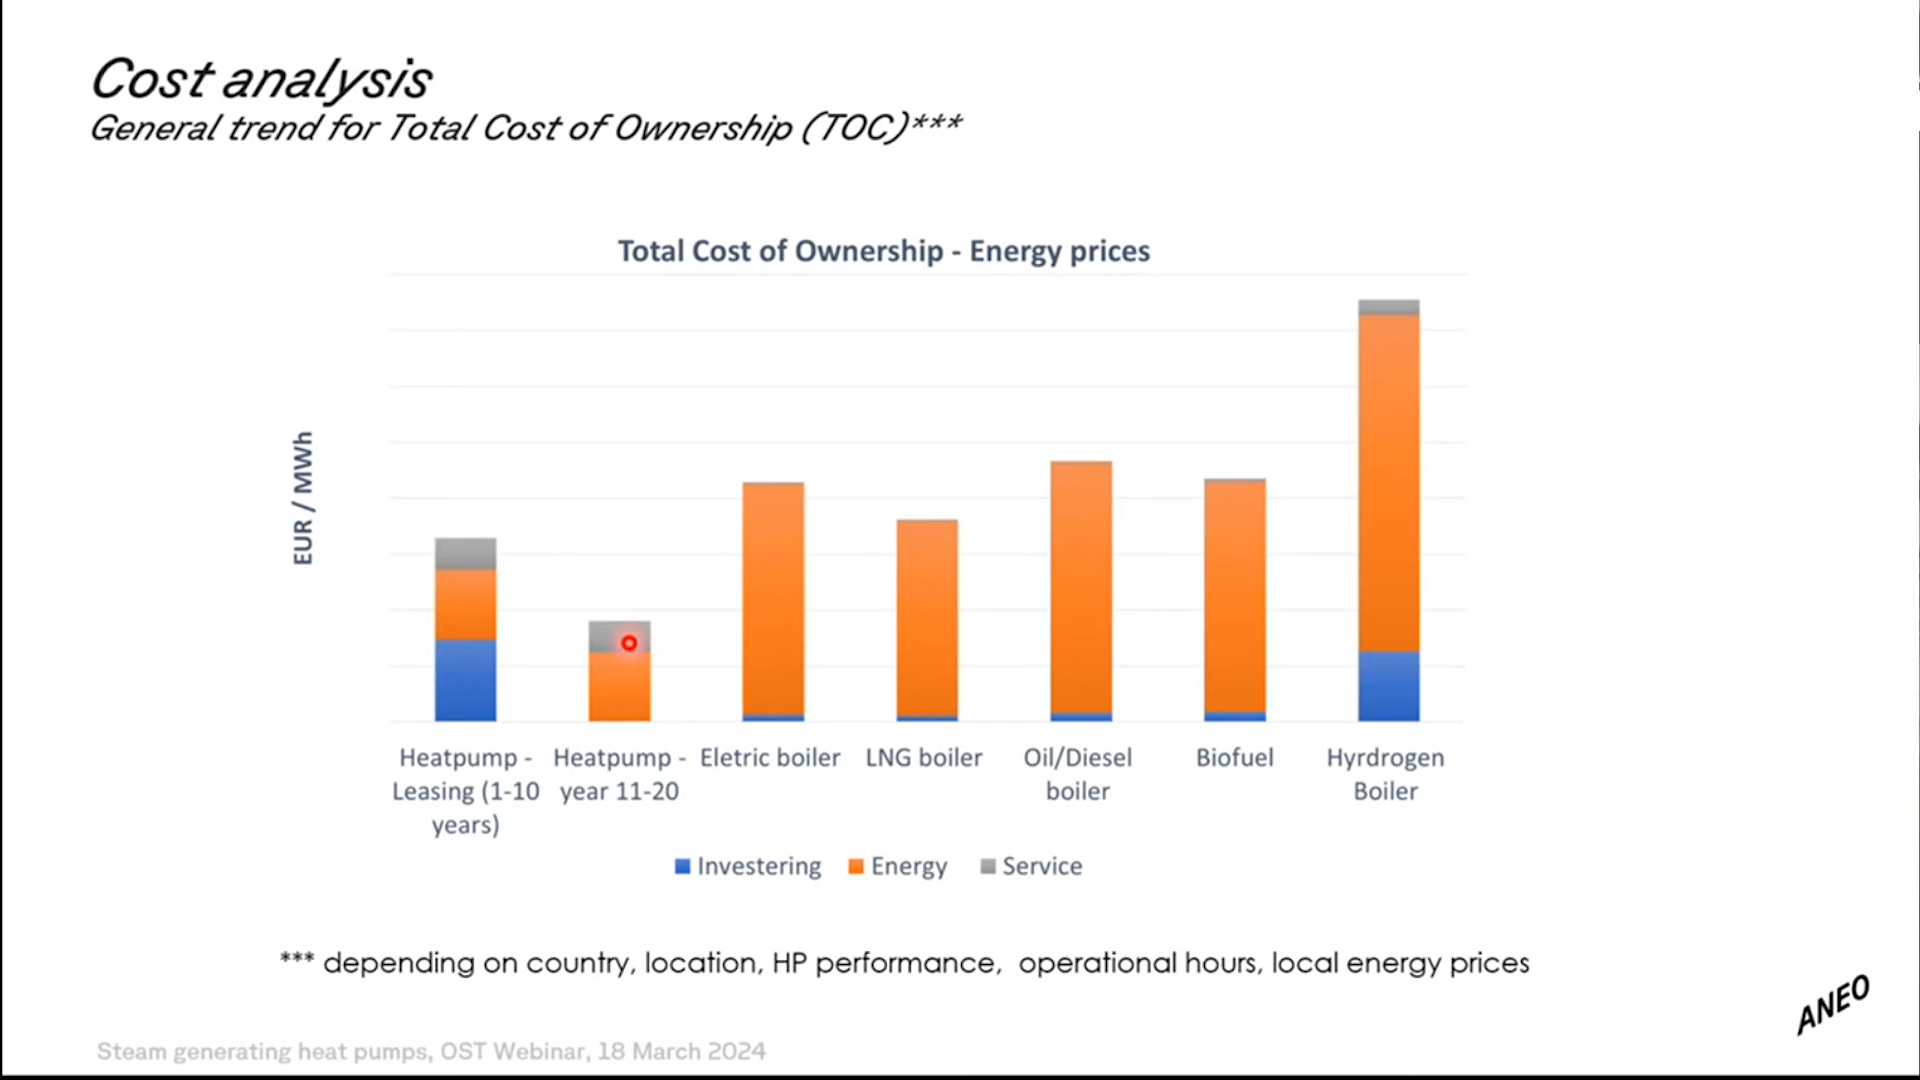 Cost analysis
General trend for Total Cost of Ownership (TOC)***
Total Cost of Ownership - Energy prices
EUR / MWh
Heatpump -
Leasing (1-10
years)
Heatpump -
year 11-20
Eletric boiler
LNG boiler
Oil/Diesel
boiler
Biofuel
Hyrdrogen
Boiler
Investering
Energy
Service
*** depending on country, location, HP performance, operational hours, local energy prices
ANEO
Steam generating heat pumps, OST Webinar, 18 March 2024